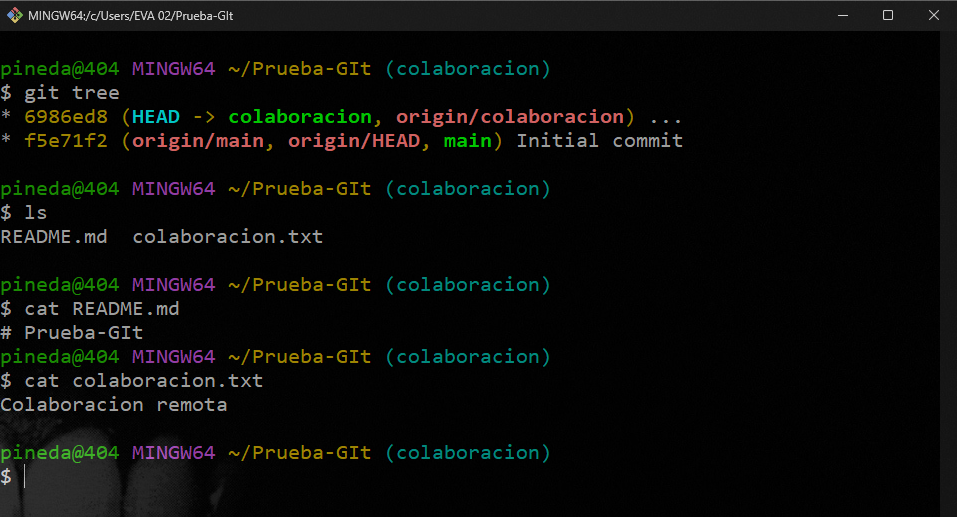 MINGW64:/c/Users/EVA 02/Prueba-GIt
pineda@404 MINGW64 ~/Prueba-GIt (colaboracion)
$ git tree
* 6986ed8 (HEAD -> colaboracion, origin/colaboracion) ...
* f5e71f2 (origin/main, origin/HEAD, main) Initial commit
pineda@404 MINGW64 ~/Prueba-GIt (colaboracion)
$ ls
README.md  colaboracion.txt
pineda@404 MINGW64 ~/Prueba-GIt (colaboracion)
$ cat README.md
# Prueba-GIt
pineda@404 MINGW64 ~/Prueba-GIt (colaboracion)
$ cat colaboracion.txt
Colaboracion remota
pineda@404 MINGW64 ~/Prueba-GIt (colaboracion)
$